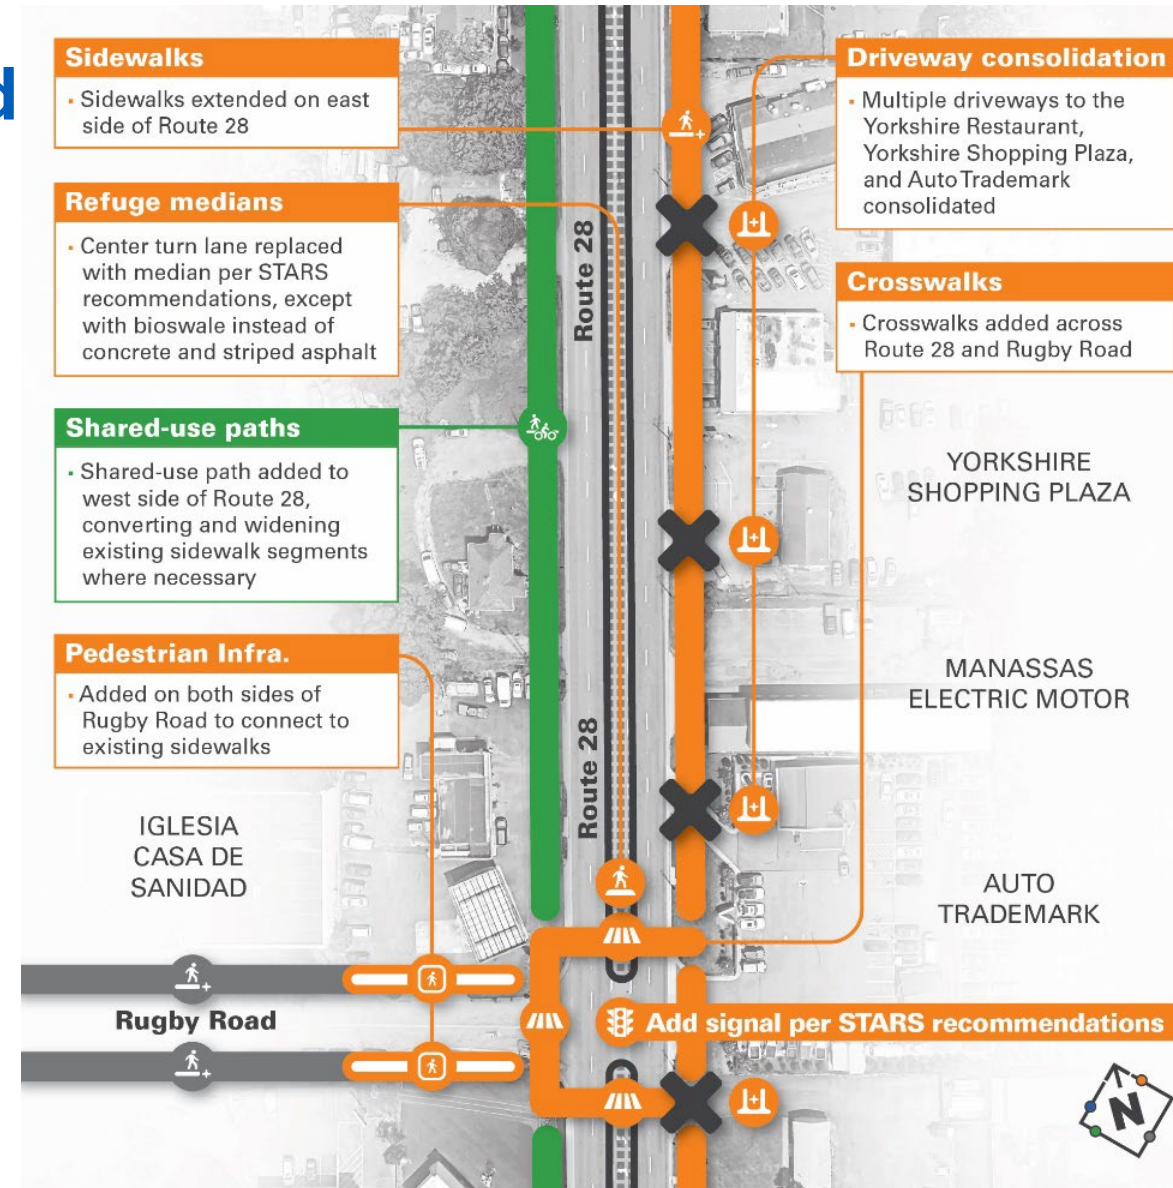 d
Sidewalks
· Sidewalks extended on east
side of Route 28
Refuge medians
· Center turn lane replaced
with median per STARS
recommendations, except
with bioswale instead of
concrete and striped asphalt
Shared-use paths
· Shared-use path added to
west side of Route 28,
converting and widening
existing sidewalk segments
where necessary
Pedestrian Infra.
· Added on both sides of
Rugby Road to connect to
existing sidewalks
IGLESIA
CASA DE
SANIDAD
Rugby Road
Route 28
Route 28
Driveway consolidation
· Multiple driveways to the
Yorkshire Restaurant,
Yorkshire Shopping Plaza,
and Auto Trademark
consolidated
Crosswalks
· Crosswalks added across
Route 28 and Rugby Road
YORKSHIRE
SHOPPING PLAZA
MANASSAS
ELECTRIC MOTOR
AUTO
TRADEMARK
Add signal per STARS recommendations
N